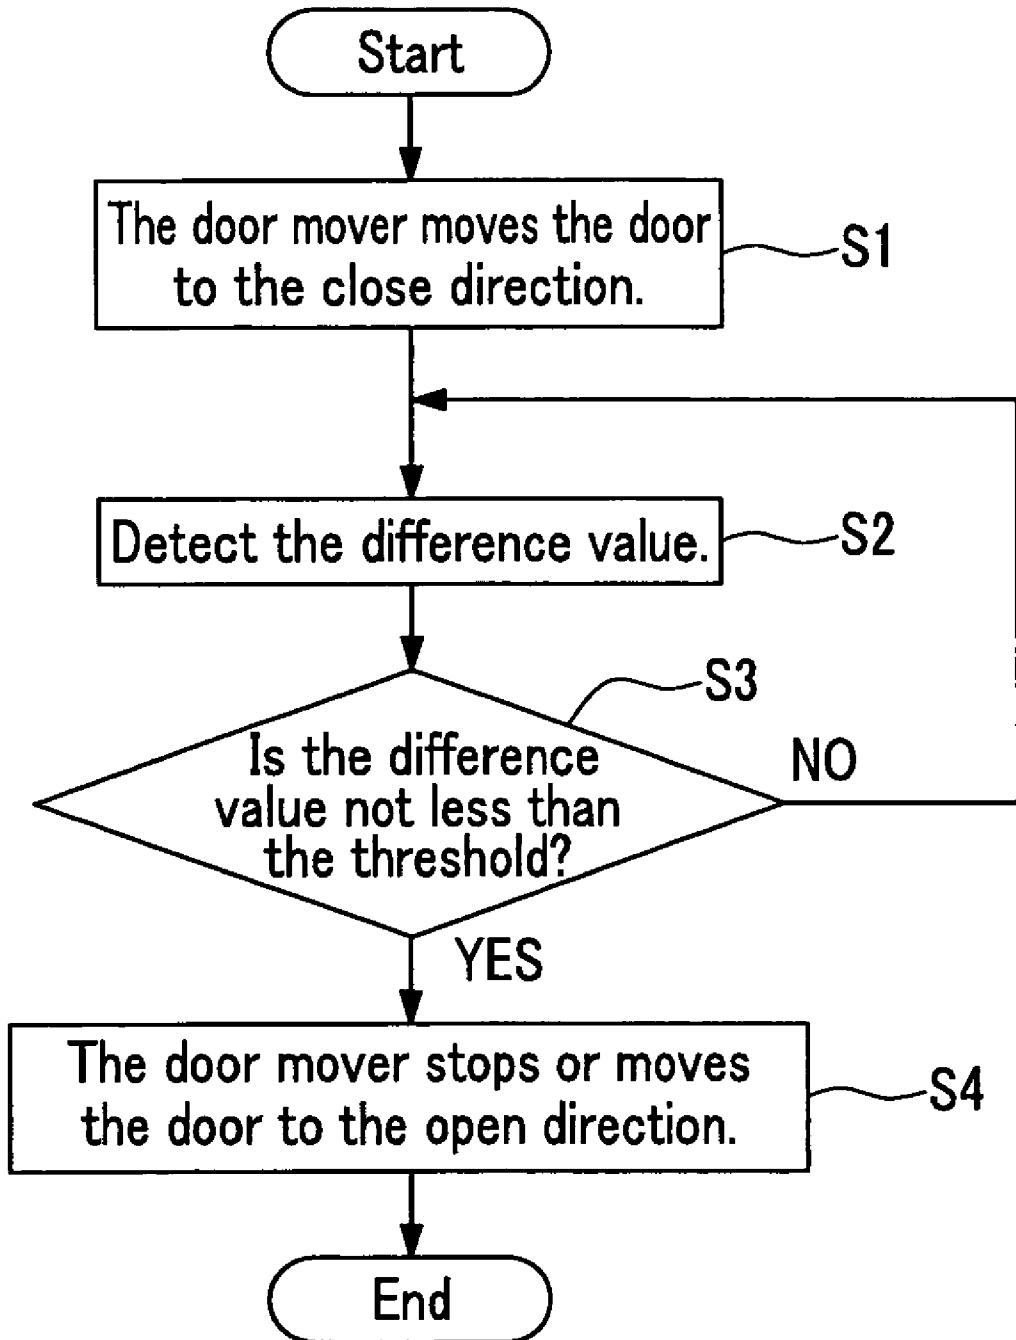 Start
The door mover moves the door
to the close direction.
S1
Detect the difference value.
S2
S3
Is the difference
value not less than
the threshold?
NO
YES
The door mover stops or moves
the door to the open direction.
S4
End